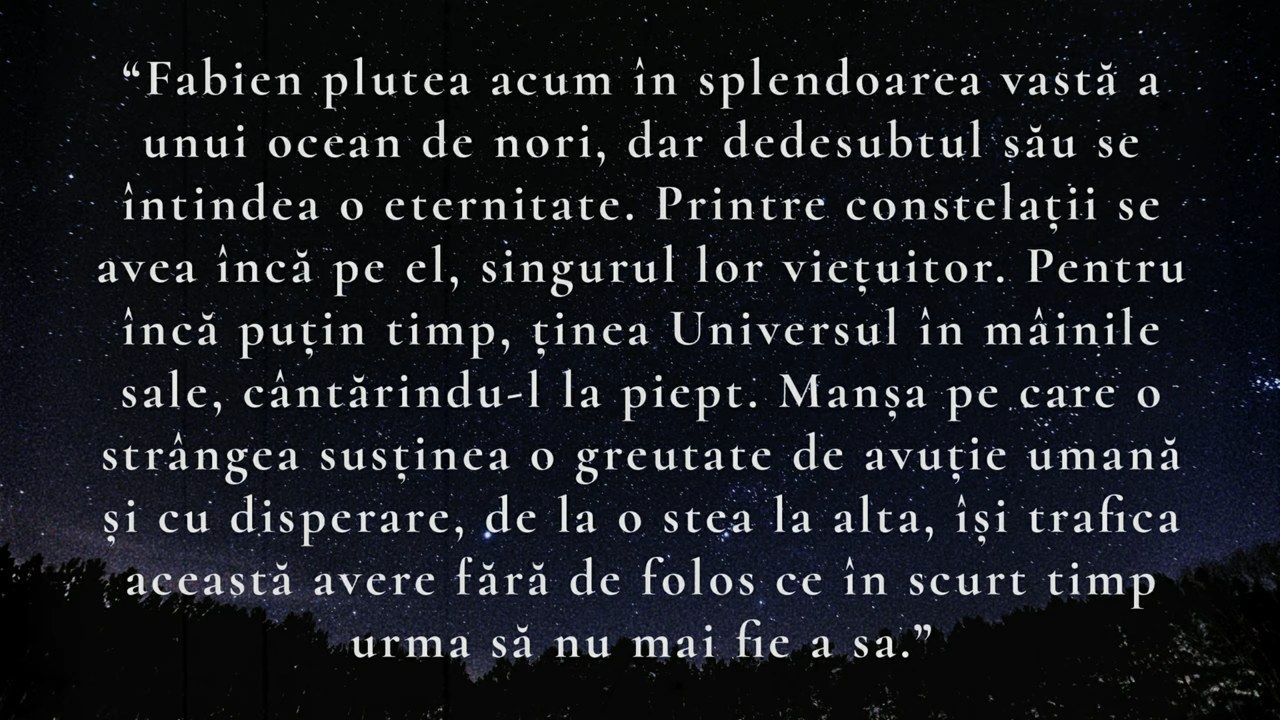 “Fabien plutea acum în splendoarea vastă a
unui ocean de nori, dar dedesubtul său se
întindea o eternitate. Printre constelații se
avea încă pe el, singurul lor viețuitor. Pentru
încă puțin timp, ținea Universul în mâinile
sale, cântărindu-l la piept. Manșa pe care o
strângea susținea o greutate de avuție umană
și cu disperare, de la o stea la alta, își trafica
această avere fără de folos ce în scurt timp
urma să nu mai fie a sa.”